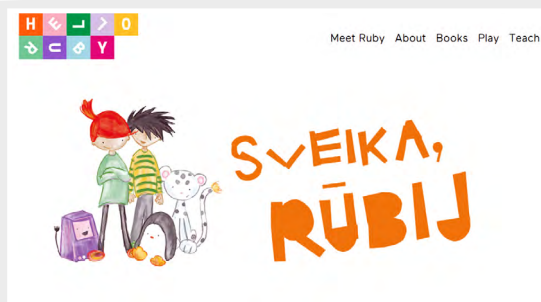 HELLO
RUBY
Meet Ruby About Books Play Teach
SVEIKA,
RŪBIJ